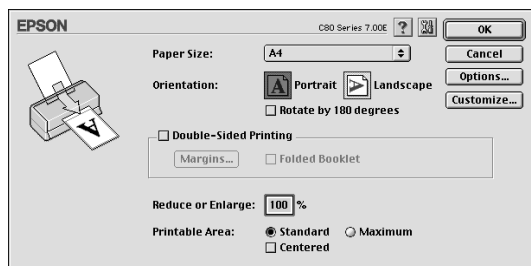 EPSON
C80 Series 7.00E ?
OK
Paper Size: A4
Cancel
Orientation: A Portrait A Landscape
Options...
Rotate by 180 degrees
Customize...
A
Double-Sided Printing
Margins... Folded Booklet
Reduce or Enlarge: 100 %
Printable Area: Standard Maximum
Centered